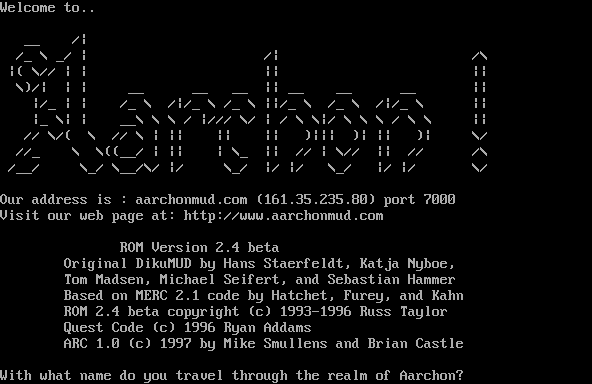 Welcome to..
Aarchon !
Our address is : aarchonmud.com (161.35.235.80) port 7000
Visit our web page at: http://www.aarchonmud.com
ROM Version 2.4 beta
Original DikuMUD by Hans Staerfeldt, Katja Nyboe,
Tom Madsen, Michael Seifert, and Sebastian Hammer
Based on MERC 2.1 code by Hatchet, Furey, and Kahn
ROM 2.4 beta copyright (c) 1993-1996 Russ Taylor
Quest Code (c) 1996 Ryan Addams
ARC 1.0 (c) 1997 by Mike Smullens and Brian Castle
With what name do you travel through the realm of Aarchon?